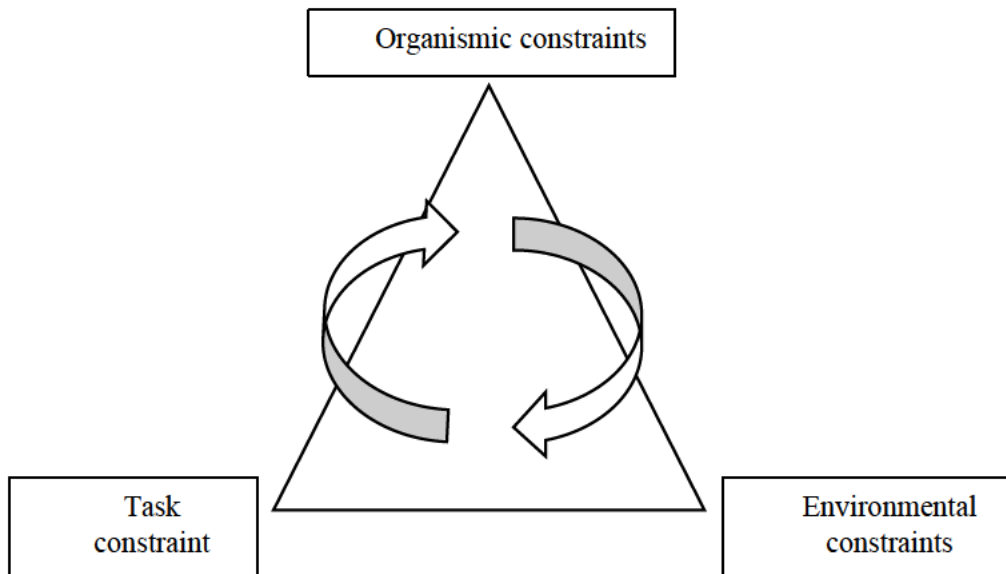 Organismic constraints
Task
constraint
Environmental
constraints